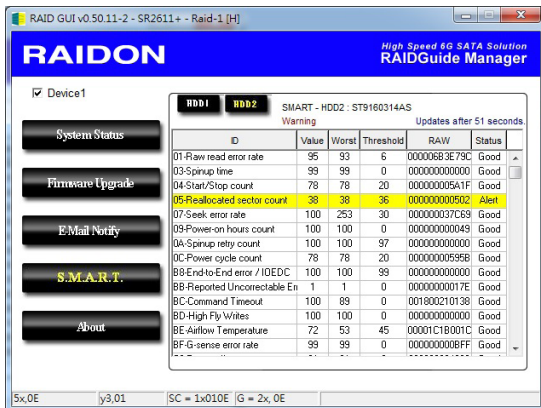 RAID GUI v0.50.11-2 - SR2611+ - Raid-1 [H]
RAIDON
High Speed 6G SATA Solution
RAIDGuide Manager
Device1
System Status
Firmware Upgrade
E-Mail Notify
S.M.A.R.T.
About
HDD1 HDD2 SMART - HDD2 : ST9160314AS
Warning Updates after 51 seconds.
ID Value Worst Threshold RAW Status
01-Raw read error rate 95 93 6 000006B3E79C Good
03-Spinup time 99 99 0 000000000000 Good
04-Start/Stop count 78 78 20 000000005A1F Good
05-Reallocated sector count 38 38 36 000000000502 Alert
07-Seek error rate 100 253 30 000000037C69 Good
09-Power-on hours count 100 100 0 000000000049 Good
0A-Spinup retry count 100 100 97 000000000000 Good
0C-Power cycle count 78 78 20 00000000595B Good
B8-End-to-End error / IOEDC 100 100 99 000000000000 Good
BB-Reported Uncorrectable En 1 1 0 00000000017E Good
BC-Command Timeout 100 89 0 001800210138 Good
BD-High Fly Writes 100 100 0 000000000000 Good
BE-Airflow Temperature 72 53 45 00001C1B001C Good
BF-G-sense error rate 99 99 0 000000000BFF Good
5x,0E y3,01 SC = 1x010E G = 2x, 0E